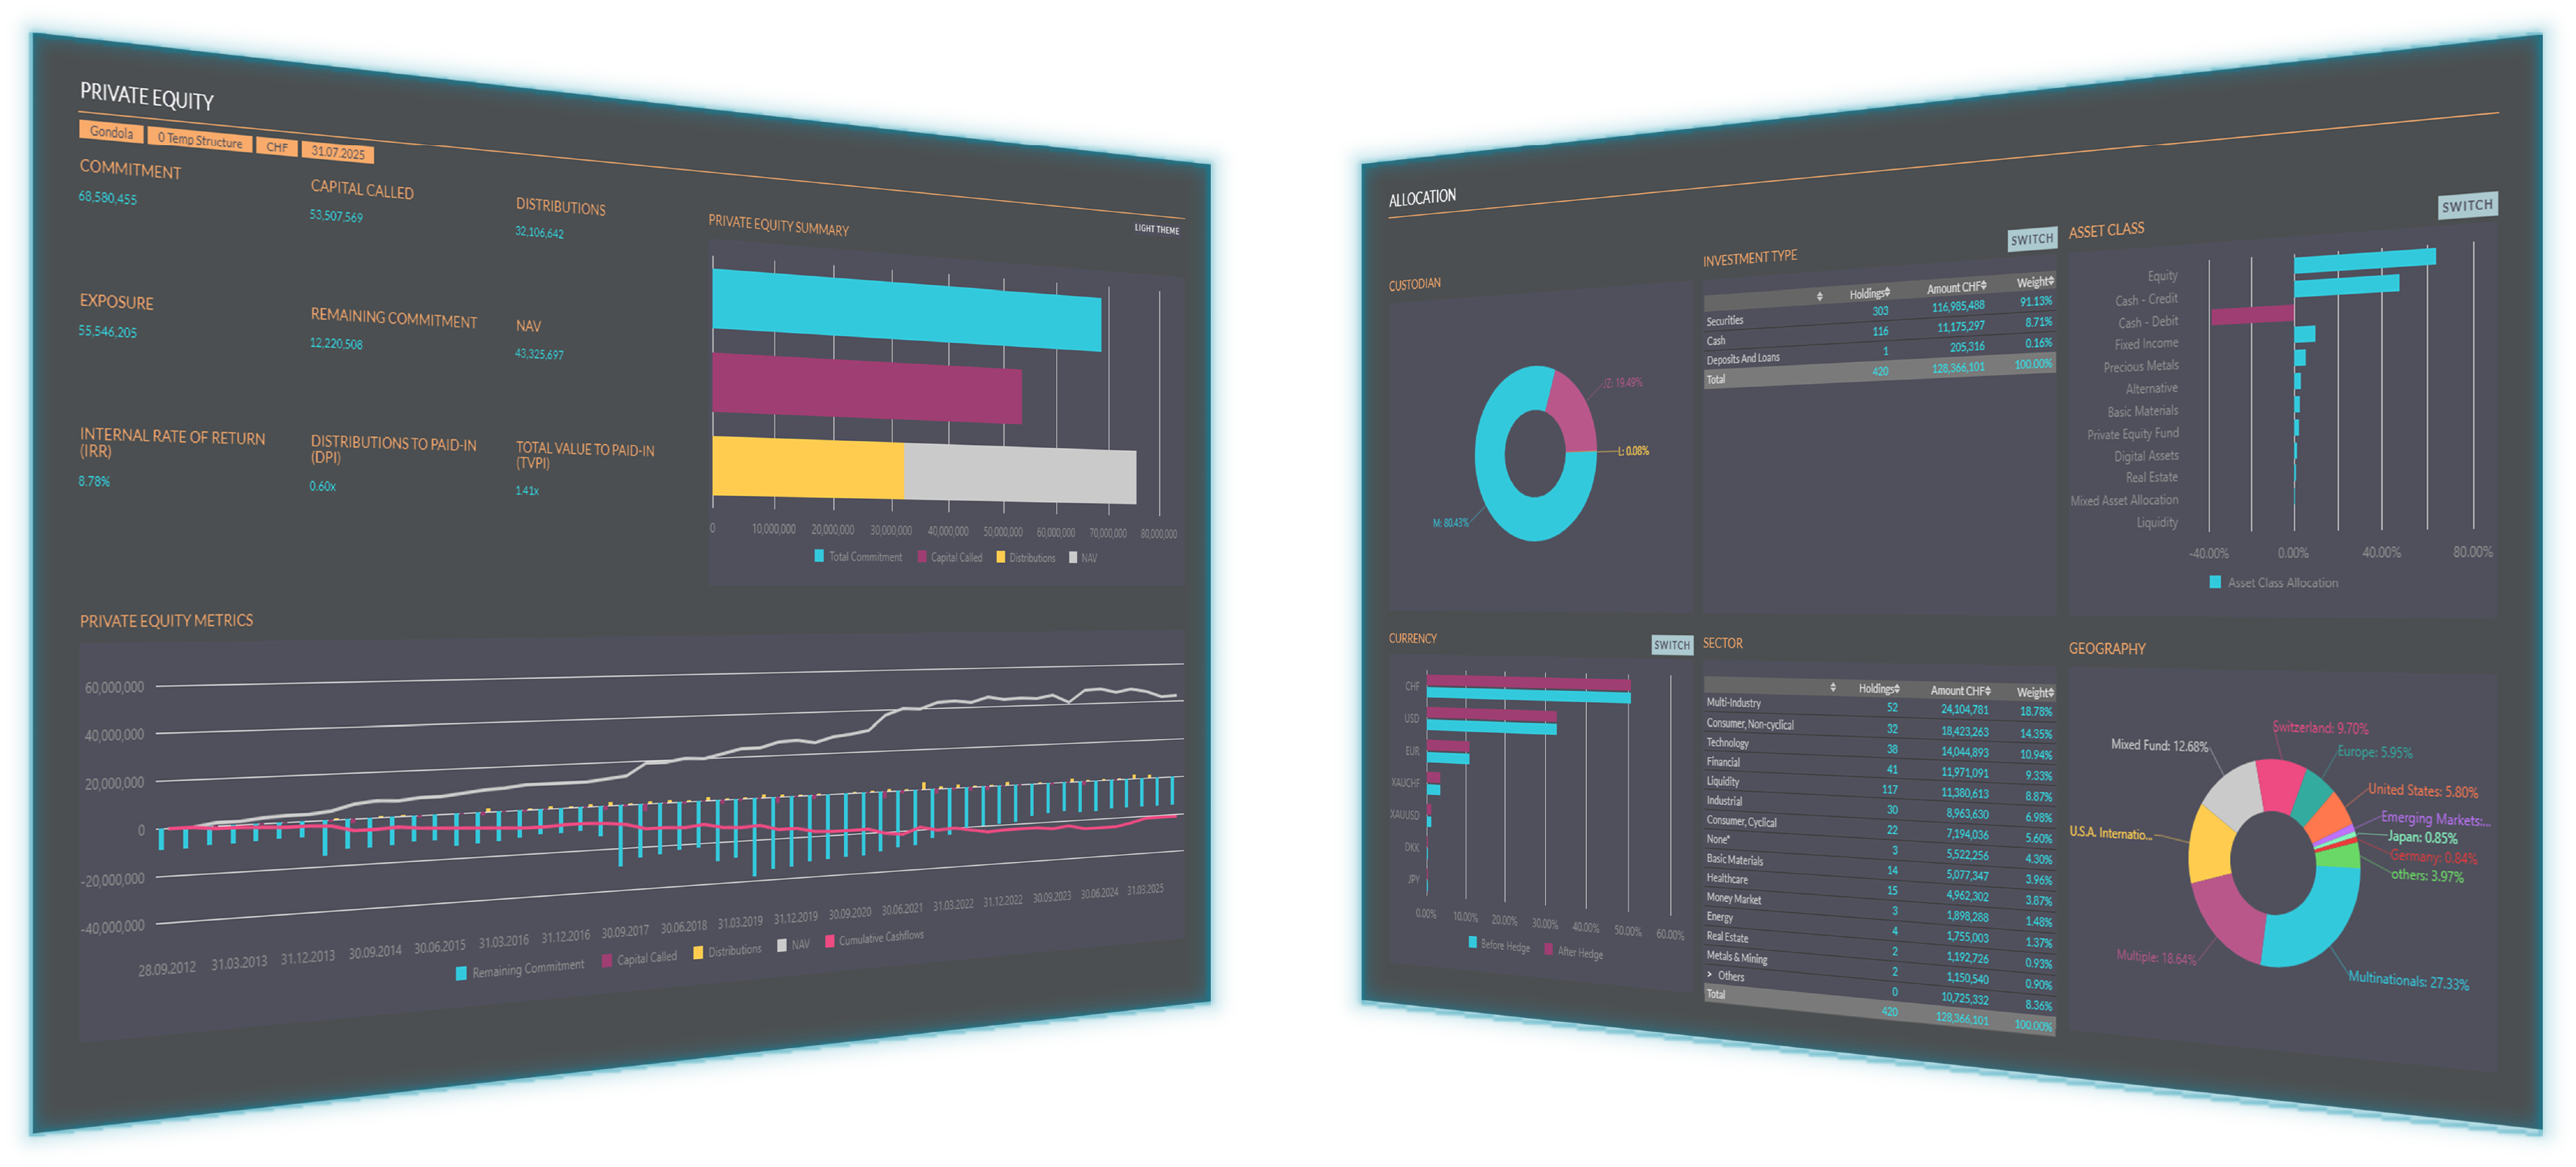 PRIVATE EQUITY
Gondola 0 Temp Structure CHF 31.07.2025
COMMITMENT
68,580,455
CAPITAL CALLED
53,507,569
DISTRIBUTIONS
32,106,642
EXPOSURE
55,546,205
REMAINING COMMITMENT
12,220,508
NAV
43,325,697
INTERNAL RATE OF RETURN
(IRR)
8.78%
DISTRIBUTIONS TO PAID-IN
(DPI)
0.60x
TOTAL VALUE TO PAID-IN
(TVPI)
1.41x
PRIVATE EQUITY SUMMARY
LIGHT THEME
0 10,000,000 20,000,000 30,000,000 40,000,000 50,000,000 60,000,000 70,000,000 80,000,000
Total Commitment Capital Called Distributions NAV
PRIVATE EQUITY METRICS
60,000,000
40,000,000
20,000,000
0
-20,000,000
-40,000,000
28.09.2012 31.03.2013 31.12.2013 30.09.2014 30.06.2015 31.03.2016 31.12.2016 30.09.2017 30.06.2018 31.03.2019 31.12.2019 30.09.2020 30.06.2021 31.03.2022 31.12.2022 30.09.2023 30.06.2024 31.03.2025
Remaining Commitment Capital Called Distributions NAV Cumulative Cashflows
ALLOCATION
CUSTODIAN
JZ: 19.49%
L: 0.08%
M: 80.43%
INVESTMENT TYPE
SWITCH
Holdings Amount CHF Weight
Securities 303 116,985,488 91.13%
Cash 116 11,175,297 8.71%
Deposits And Loans 1 205,316 0.16%
Total 420 128,366,101 100.00%
ASSET CLASS
SWITCH
Equity
Cash - Credit
Cash - Debit
Fixed Income
Precious Metals
Alternative
Basic Materials
Private Equity Fund
Digital Assets
Real Estate
Mixed Asset Allocation
Liquidity
-40.00% 0.00% 40.00% 80.00%
Asset Class Allocation
CURRENCY
SWITCH
CHF
USD
EUR
XAUCHF
XAUUSD
DKK
JPY
0.00% 10.00% 20.00% 30.00% 40.00% 50.00% 60.00%
Before Hedge After Hedge
SECTOR
Holdings Amount CHF Weight
Multi-Industry 52 24,104,781 18.78%
Consumer, Non-cyclical 32 18,423,263 14.35%
Technology 38 14,044,893 10.94%
Financial 41 11,971,091 9.33%
Liquidity 117 11,380,613 8.87%
Industrial 30 8,963,630 6.98%
Consumer, Cyclical 22 7,194,036 5.60%
None* 3 5,522,256 4.30%
Basic Materials 14 5,077,347 3.96%
Healthcare 15 4,962,302 3.87%
Money Market 3 1,898,288 1.48%
Energy 4 1,755,003 1.37%
Real Estate 2 1,192,726 0.93%
Metals & Mining 2 1,150,540 0.90%
> Others 0 10,725,332 8.36%
Total 420 128,366,101 100.00%
GEOGRAPHY
Switzerland: 9.70%
Mixed Fund: 12.68%
Europe: 5.95%
United States: 5.80%
Emerging Markets:...
U.S.A. Internatio...
Japan: 0.85%
Germany: 0.84%
others: 3.97%
Multiple: 18.64%
Multinationals: 27.33%